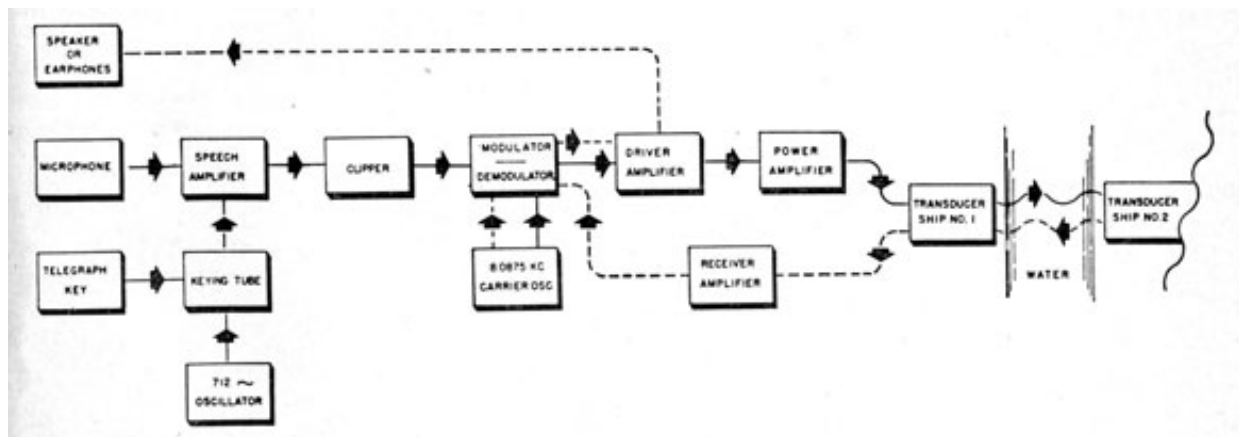 SPEAKER
OR
EARPHONES
MICROPHONE
SPEECH
AMPLIFIER
CLIPPER
MODULATOR
DEMODULATOR
DRIVER
AMPLIFIER
POWER
AMPLIFIER
TRANSDUCER
SHIP NO. 1
TRANSDUCER
SHIP NO. 2
WATER
TELEGRAPH
KEY
KEYING TUBE
8.0875 KC
CARRIER OSC.
RECEIVER
AMPLIFIER
712 ~
OSCILLATOR